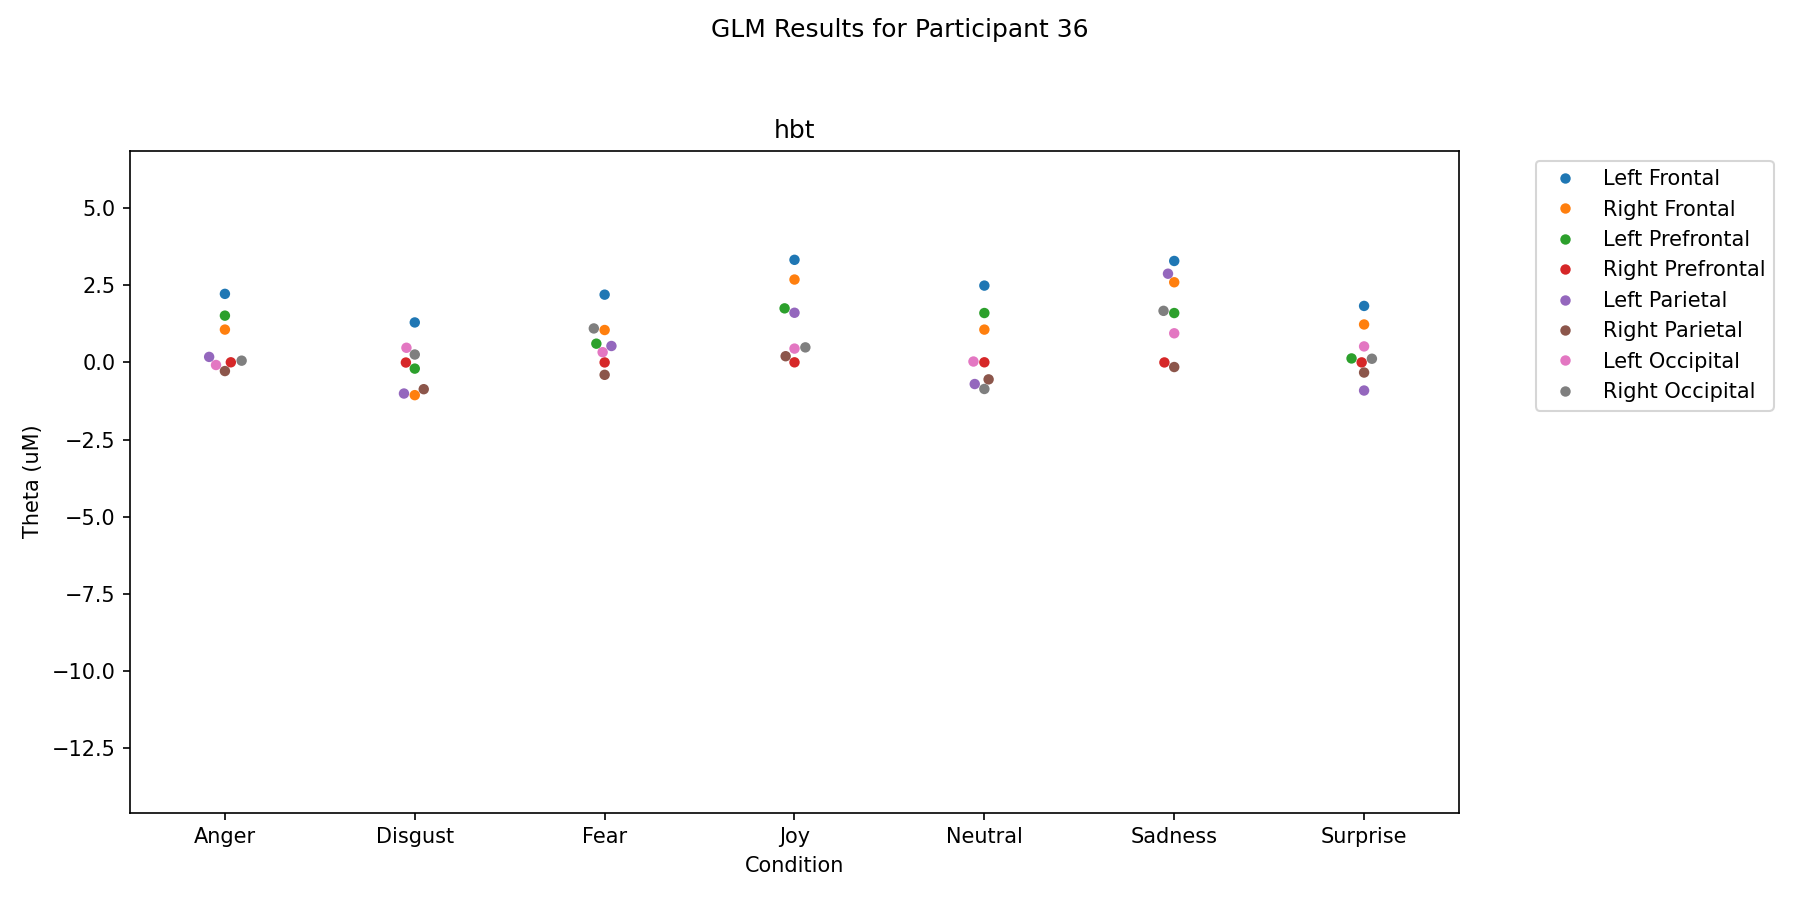 GLM Results for Participant 36
hbt
Left Frontal
Right Frontal
Left Prefrontal
Right Prefrontal
Left Parietal
Right Parietal
Left Occipital
Right Occipital
Theta (uM)
5.0
2.5
0.0
−2.5
−5.0
−7.5
−10.0
−12.5
Anger Disgust Fear Joy Neutral Sadness Surprise
Condition